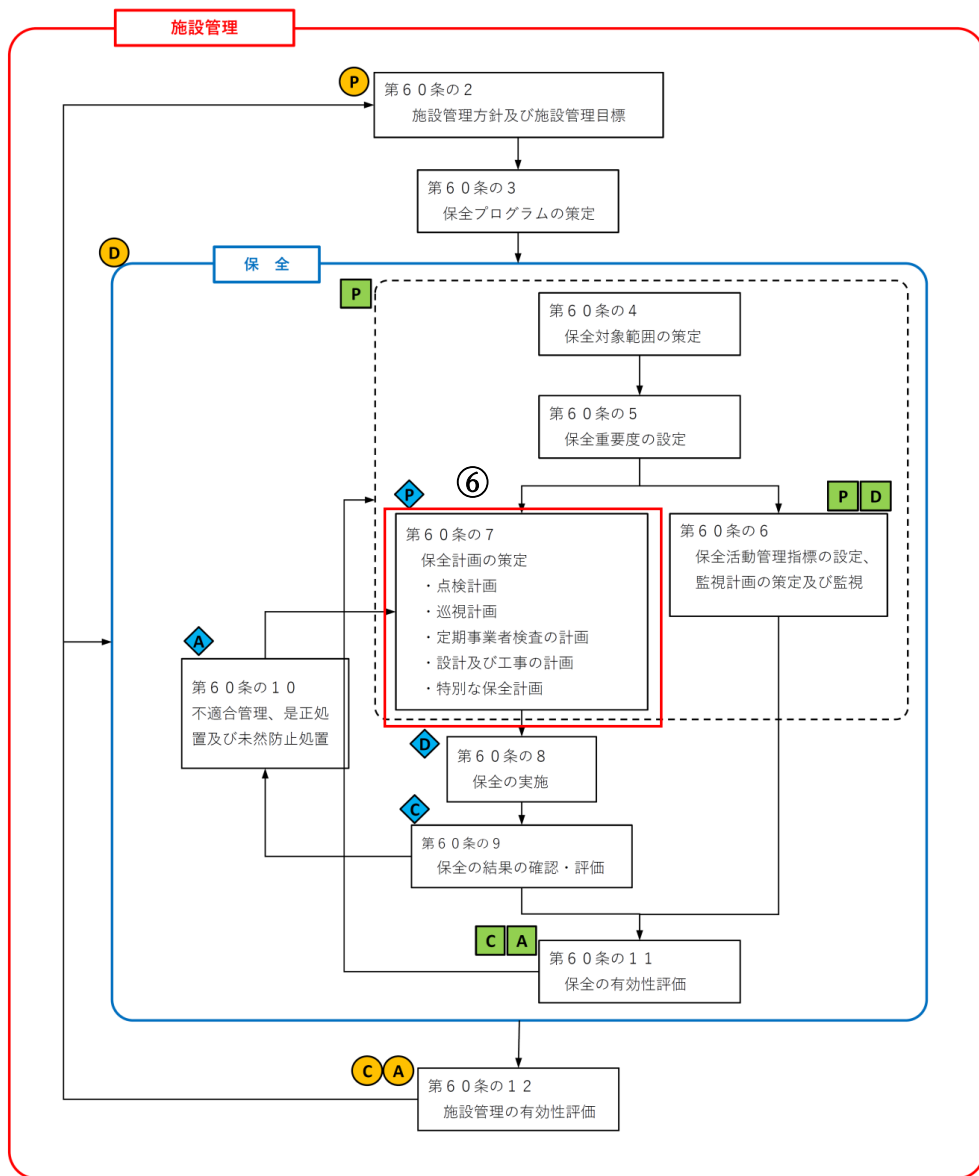 施設管理
P
第６０条の２
施設管理方針及び施設管理目標
第６０条の３
保全プログラムの策定
D
保 全
P
第６０条の４
保全対象範囲の策定
第６０条の５
保全重要度の設定
⑥
P
第６０条の７
保全計画の策定
・点検計画
・巡視計画
・定期事業者検査の計画
・設計及び工事の計画
・特別な保全計画
P D
第６０条の６
保全活動管理指標の設定、
監視計画の策定及び監視
A
第６０条の１０
不適合管理、是正処
置及び未然防止処置
D
第６０条の８
保全の実施
C
第６０条の９
保全の結果の確認・評価
C A
第６０条の１１
保全の有効性評価
C A
第６０条の１２
施設管理の有効性評価